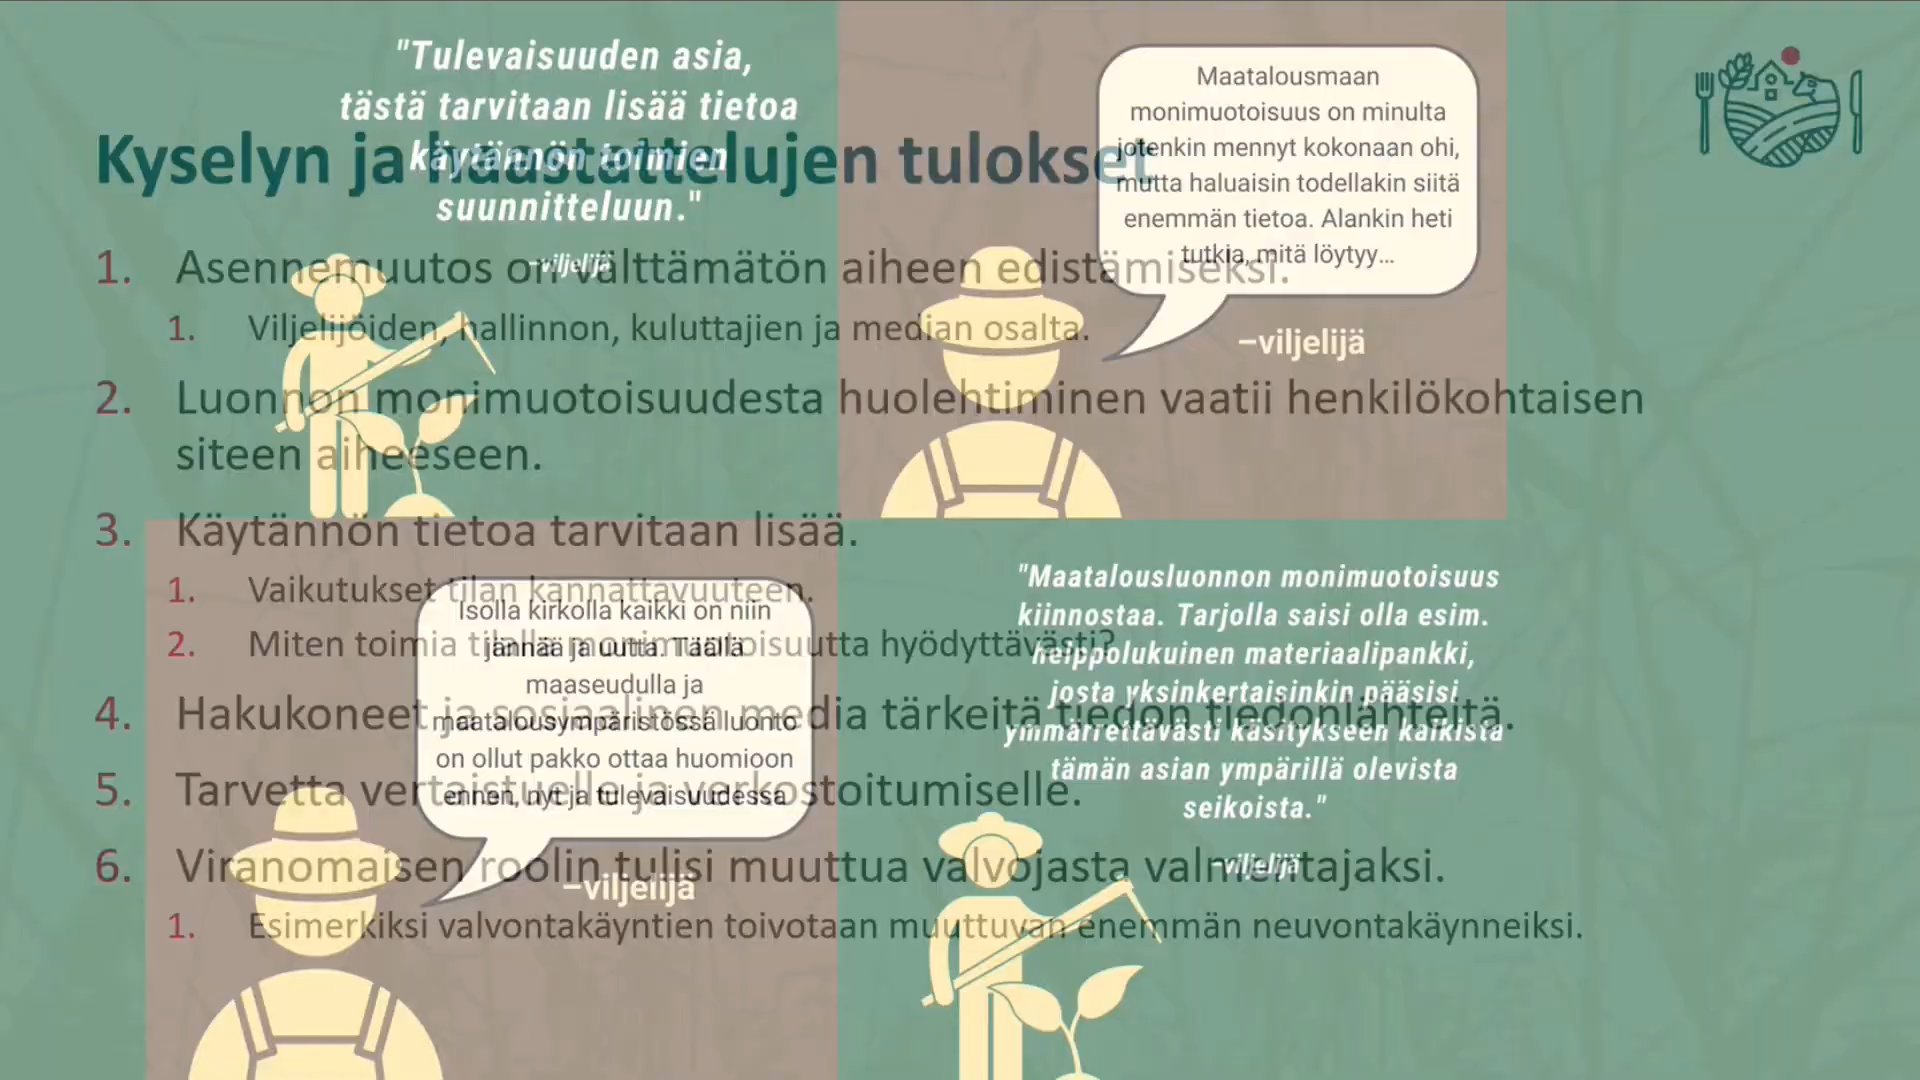 Kyselyn ja haastattelujen tulokset
1. Asennemuutos on välttämätön aiheen edistämiseksi.
1. Viljelijöiden, hallinnon, kuluttajien ja median osalta.
2. Luonnon monimuotoisuudesta huolehtiminen vaatii henkilökohtaisen
siteen aiheeseen.
3. Käytännön tietoa tarvitaan lisää.
1. Vaikutukset tilan kannattavuuteen.
2. Miten toimia tilalla monimuotoisuutta hyödyttävästi?
4. Hakukoneet ja sosiaalinen media tärkeitä tiedon tiedonlähteitä.
5. Tarvetta vertaistuelle ja verkostoitumiselle.
6. Viranomaisen roolin tulisi muuttua valvojasta valmentajaksi.
1. Esimerkiksi valvontakäyntien toivotaan muuttuvan enemmän neuvontakäynneiksi.
"Tulevaisuuden asia,
tästä tarvitaan lisää tietoa
käytännön toimien
suunnitteluun."
–viljelijä
Maatalousmaan
monimuotoisuus on minulta
jotenkin mennyt kokonaan ohi,
mutta haluaisin todellakin siitä
enemmän tietoa. Alankin heti
tutkia, mitä löytyy...
–viljelijä
Isolla kirkolla kaikki on niin
jännää ja uutta. Täällä
maaseudulla ja
maatalousympäristössä luonto
on ollut pakko ottaa huomioon
ennen, nyt ja tulevaisuudessa
–viljelijä
"Maatalousluonnon monimuotoisuus
kiinnostaa. Tarjolla saisi olla esim.
helppolukuinen materiaalipankki,
josta yksinkertaisinkin pääsisi
ymmärrettävästi käsitykseen kaikista
tämän asian ympärillä olevista
seikoista."
–viljelijä